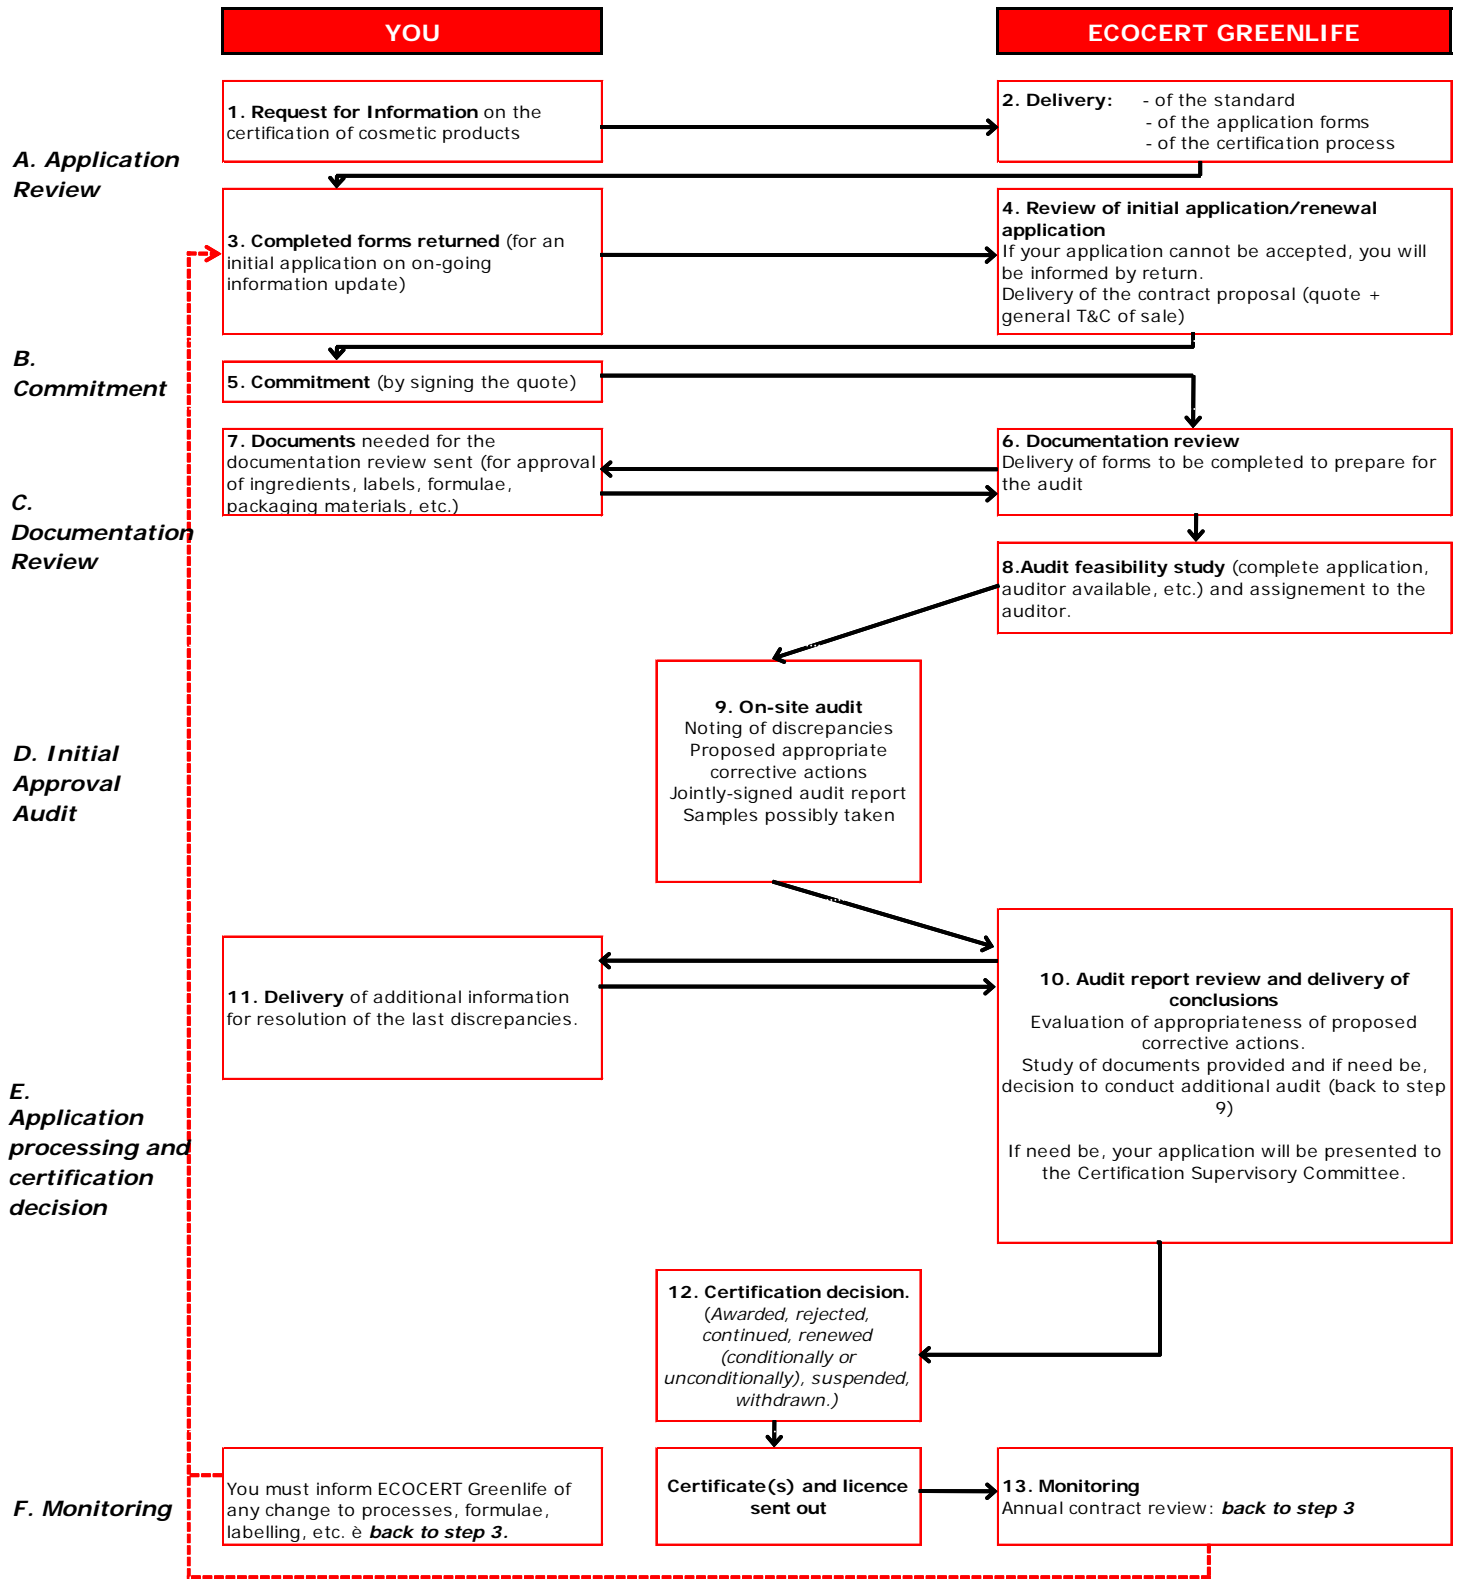 YOU
ECOCERT GREENLIFE
A. Application
Review
1. Request for Information on the
certification of cosmetic products
2. Delivery: - of the standard
- of the application forms
- of the certification process
3. Completed forms returned (for an
initial application on on-going
information update)
4. Review of initial application/renewal
application
If your application cannot be accepted, you will
be informed by return.
Delivery of the contract proposal (quote +
general T&C of sale)
B.
Commitment
5. Commitment (by signing the quote)
C.
Documentation
Review
7. Documents needed for the
documentation review sent (for approval
of ingredients, labels, formulae,
packaging materials, etc.)
6. Documentation review
Delivery of forms to be completed to prepare for
the audit
8.Audit feasibility study (complete application,
auditor available, etc.) and assignement to the
auditor.
D. Initial
Approval
Audit
9. On-site audit
Noting of discrepancies
Proposed appropriate
corrective actions
Jointly-signed audit report
Samples possibly taken
E.
Application
processing and
certification
decision
11. Delivery of additional information
for resolution of the last discrepancies.
10. Audit report review and delivery of
conclusions
Evaluation of appropriateness of proposed
corrective actions.
Study of documents provided and if need be,
decision to conduct additional audit (back to step
9)
If need be, your application will be presented to
the Certification Supervisory Committee.
12. Certification decision.
(Awarded, rejected,
continued, renewed
(conditionally or
unconditionally), suspended,
withdrawn.)
F. Monitoring
You must inform ECOCERT Greenlife of
any change to processes, formulae,
labelling, etc. è back to step 3.
Certificate(s) and licence
sent out
13. Monitoring
Annual contract review: back to step 3